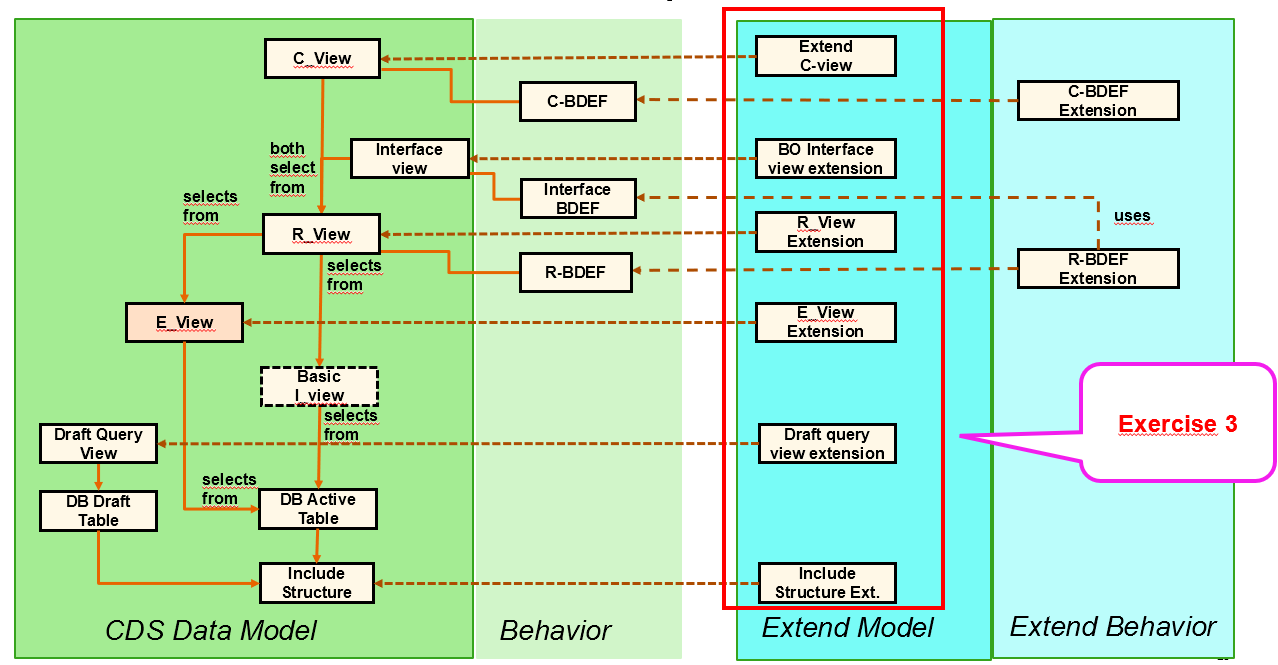 Extend
C-view
C_View
C-BDEF
C-BDEF
Extension
both
select
from
Interface
view
BO Interface
view extension
selects
from
Interface
BDEF
uses
R_View
R_View
Extension
selects
from
R-BDEF
R-BDEF
Extension
E_View
E_View
Extension
Basic
I_view
selects
from
Draft Query
View
Draft query
view extension
Exercise 3
selects
from
DB Draft
Table
DB Active
Table
Include
Structure
Include
Structure Ext.
CDS Data Model
Behavior
Extend Model
Extend Behavior